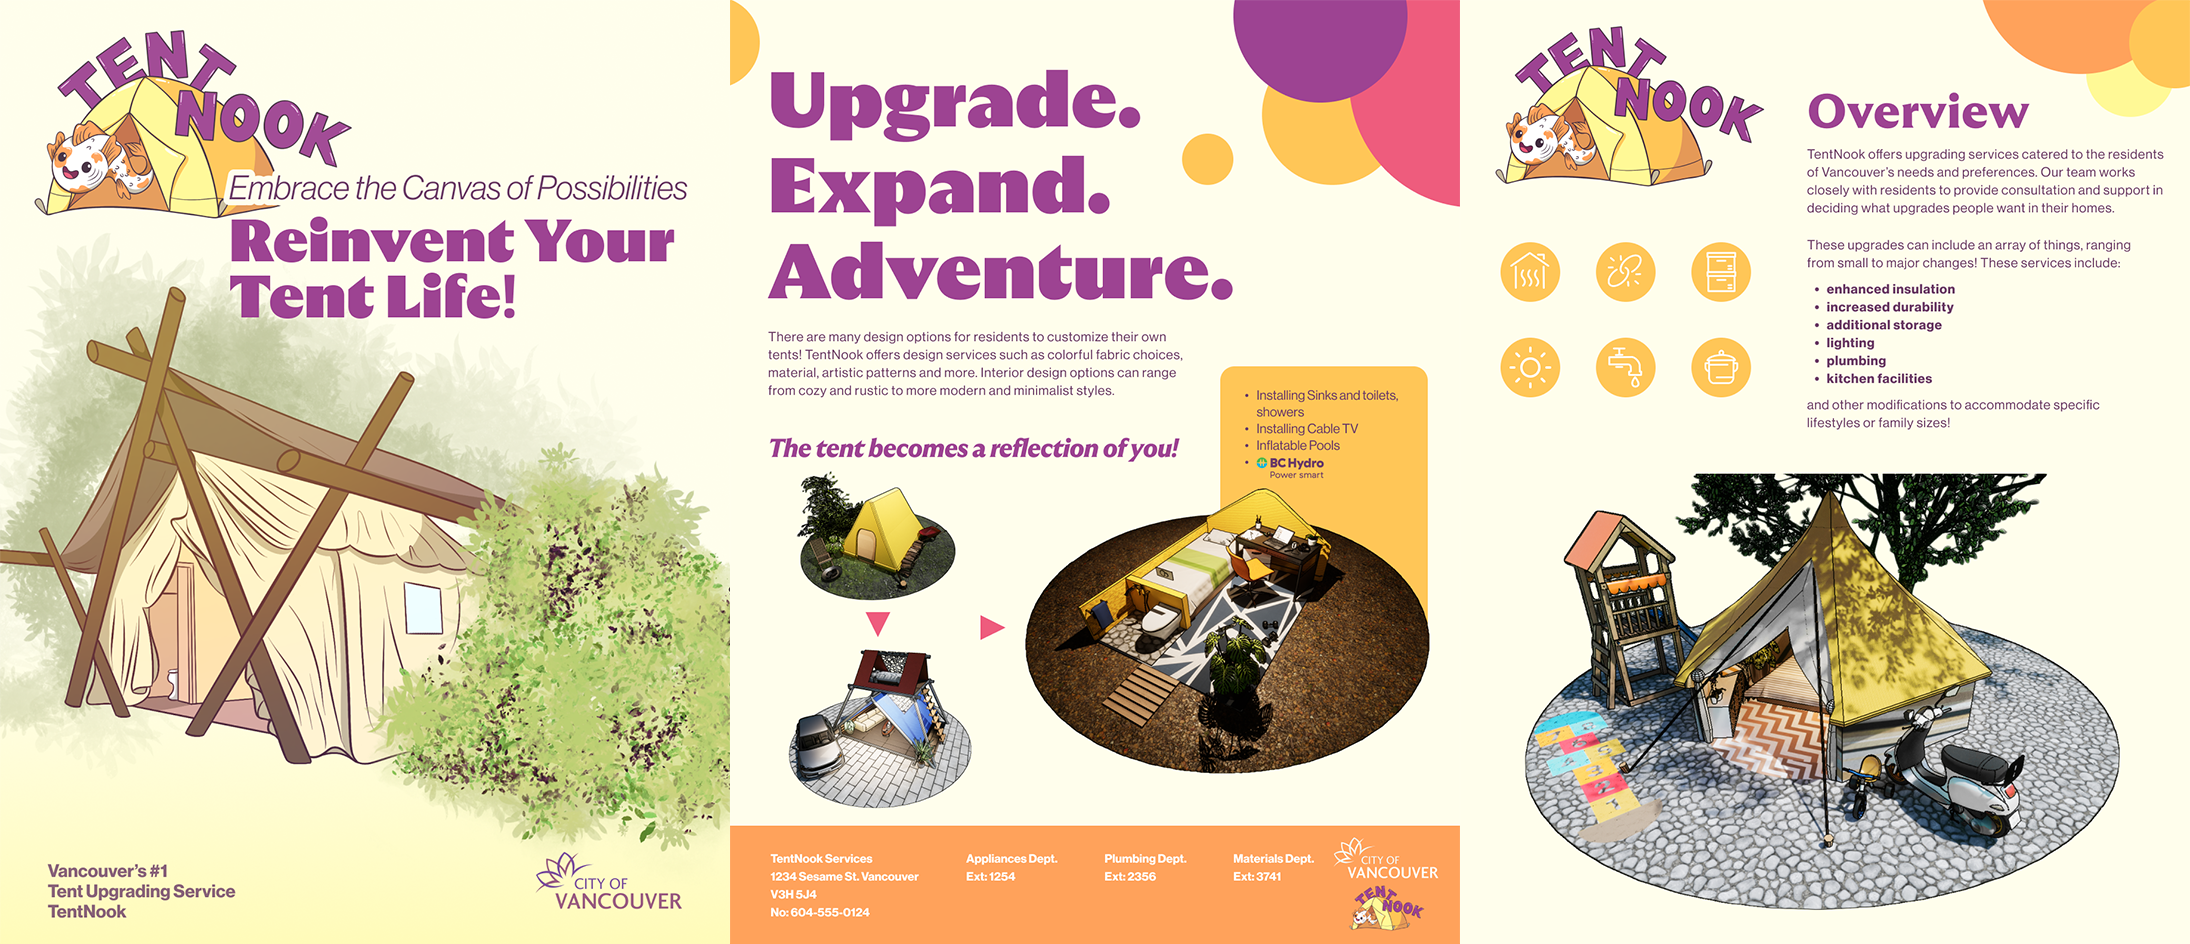 TENT
NOOK
Embrace the Canvas of Possibilities
Reinvent Your
Tent Life!
Vancouver's #1
Tent Upgrading Service
TentNook
CITY OF
VANCOUVER
Upgrade.
Expand.
Adventure.
There are many design options for residents to customize their own
tents! TentNook offers design services such as colorful fabric choices,
material, artistic patterns and more. Interior design options can range
from cozy and rustic to more modern and minimalist styles.
The tent becomes a reflection of you!
• Installing Sinks and toilets,
showers
• Installing Cable TV
• Inflatable Pools
• BC Hydro
Power smart
TentNook Services
1234 Sesame St. Vancouver
V3H 5J4
No: 604-555-0124
Appliances Dept.
Ext: 1254
Plumbing Dept.
Ext: 2356
Materials Dept.
Ext: 3741
CITY OF
VANCOUVER
TENT
NOOK
TENT
NOOK
Overview
TentNook offers upgrading services catered to the residents
of Vancouver's needs and preferences. Our team works
closely with residents to provide consultation and support in
deciding what upgrades people want in their homes.
These upgrades can include an array of things, ranging
from small to major changes! These services include:
• enhanced insulation
• increased durability
• additional storage
• lighting
• plumbing
• kitchen facilities
and other modifications to accommodate specific
lifestyles or family sizes!